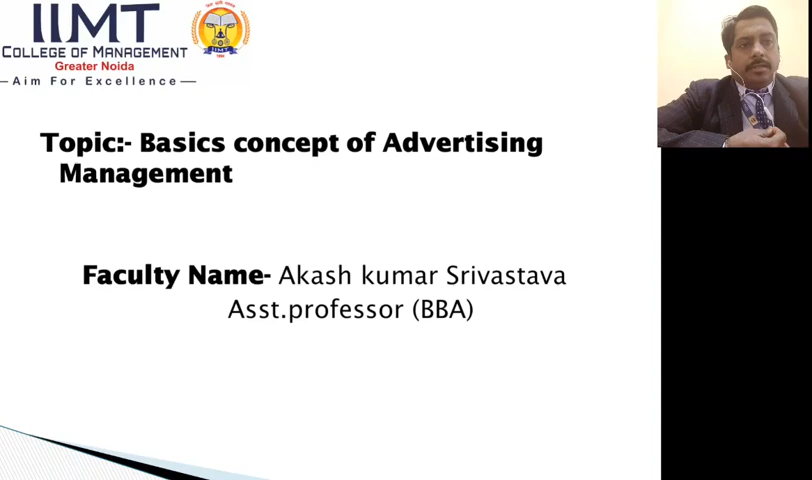 IIMT
COLLEGE OF MANAGEMENT
Greater Noida
Aim For Excellence
Topic:- Basics concept of Advertising
Management
Faculty Name- Akash kumar Srivastava
Asst.professor (BBA)